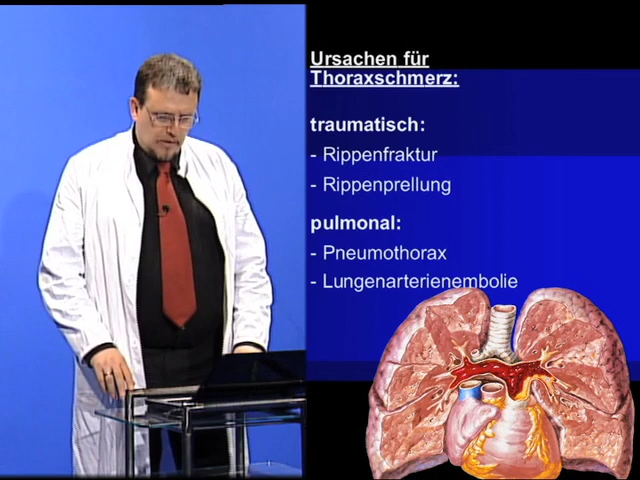 Ursachen für
Thoraxschmerz:
traumatisch:
- Rippenfraktur
- Rippenprellung
pulmonal:
- Pneumothorax
- Lungenarterienembolie